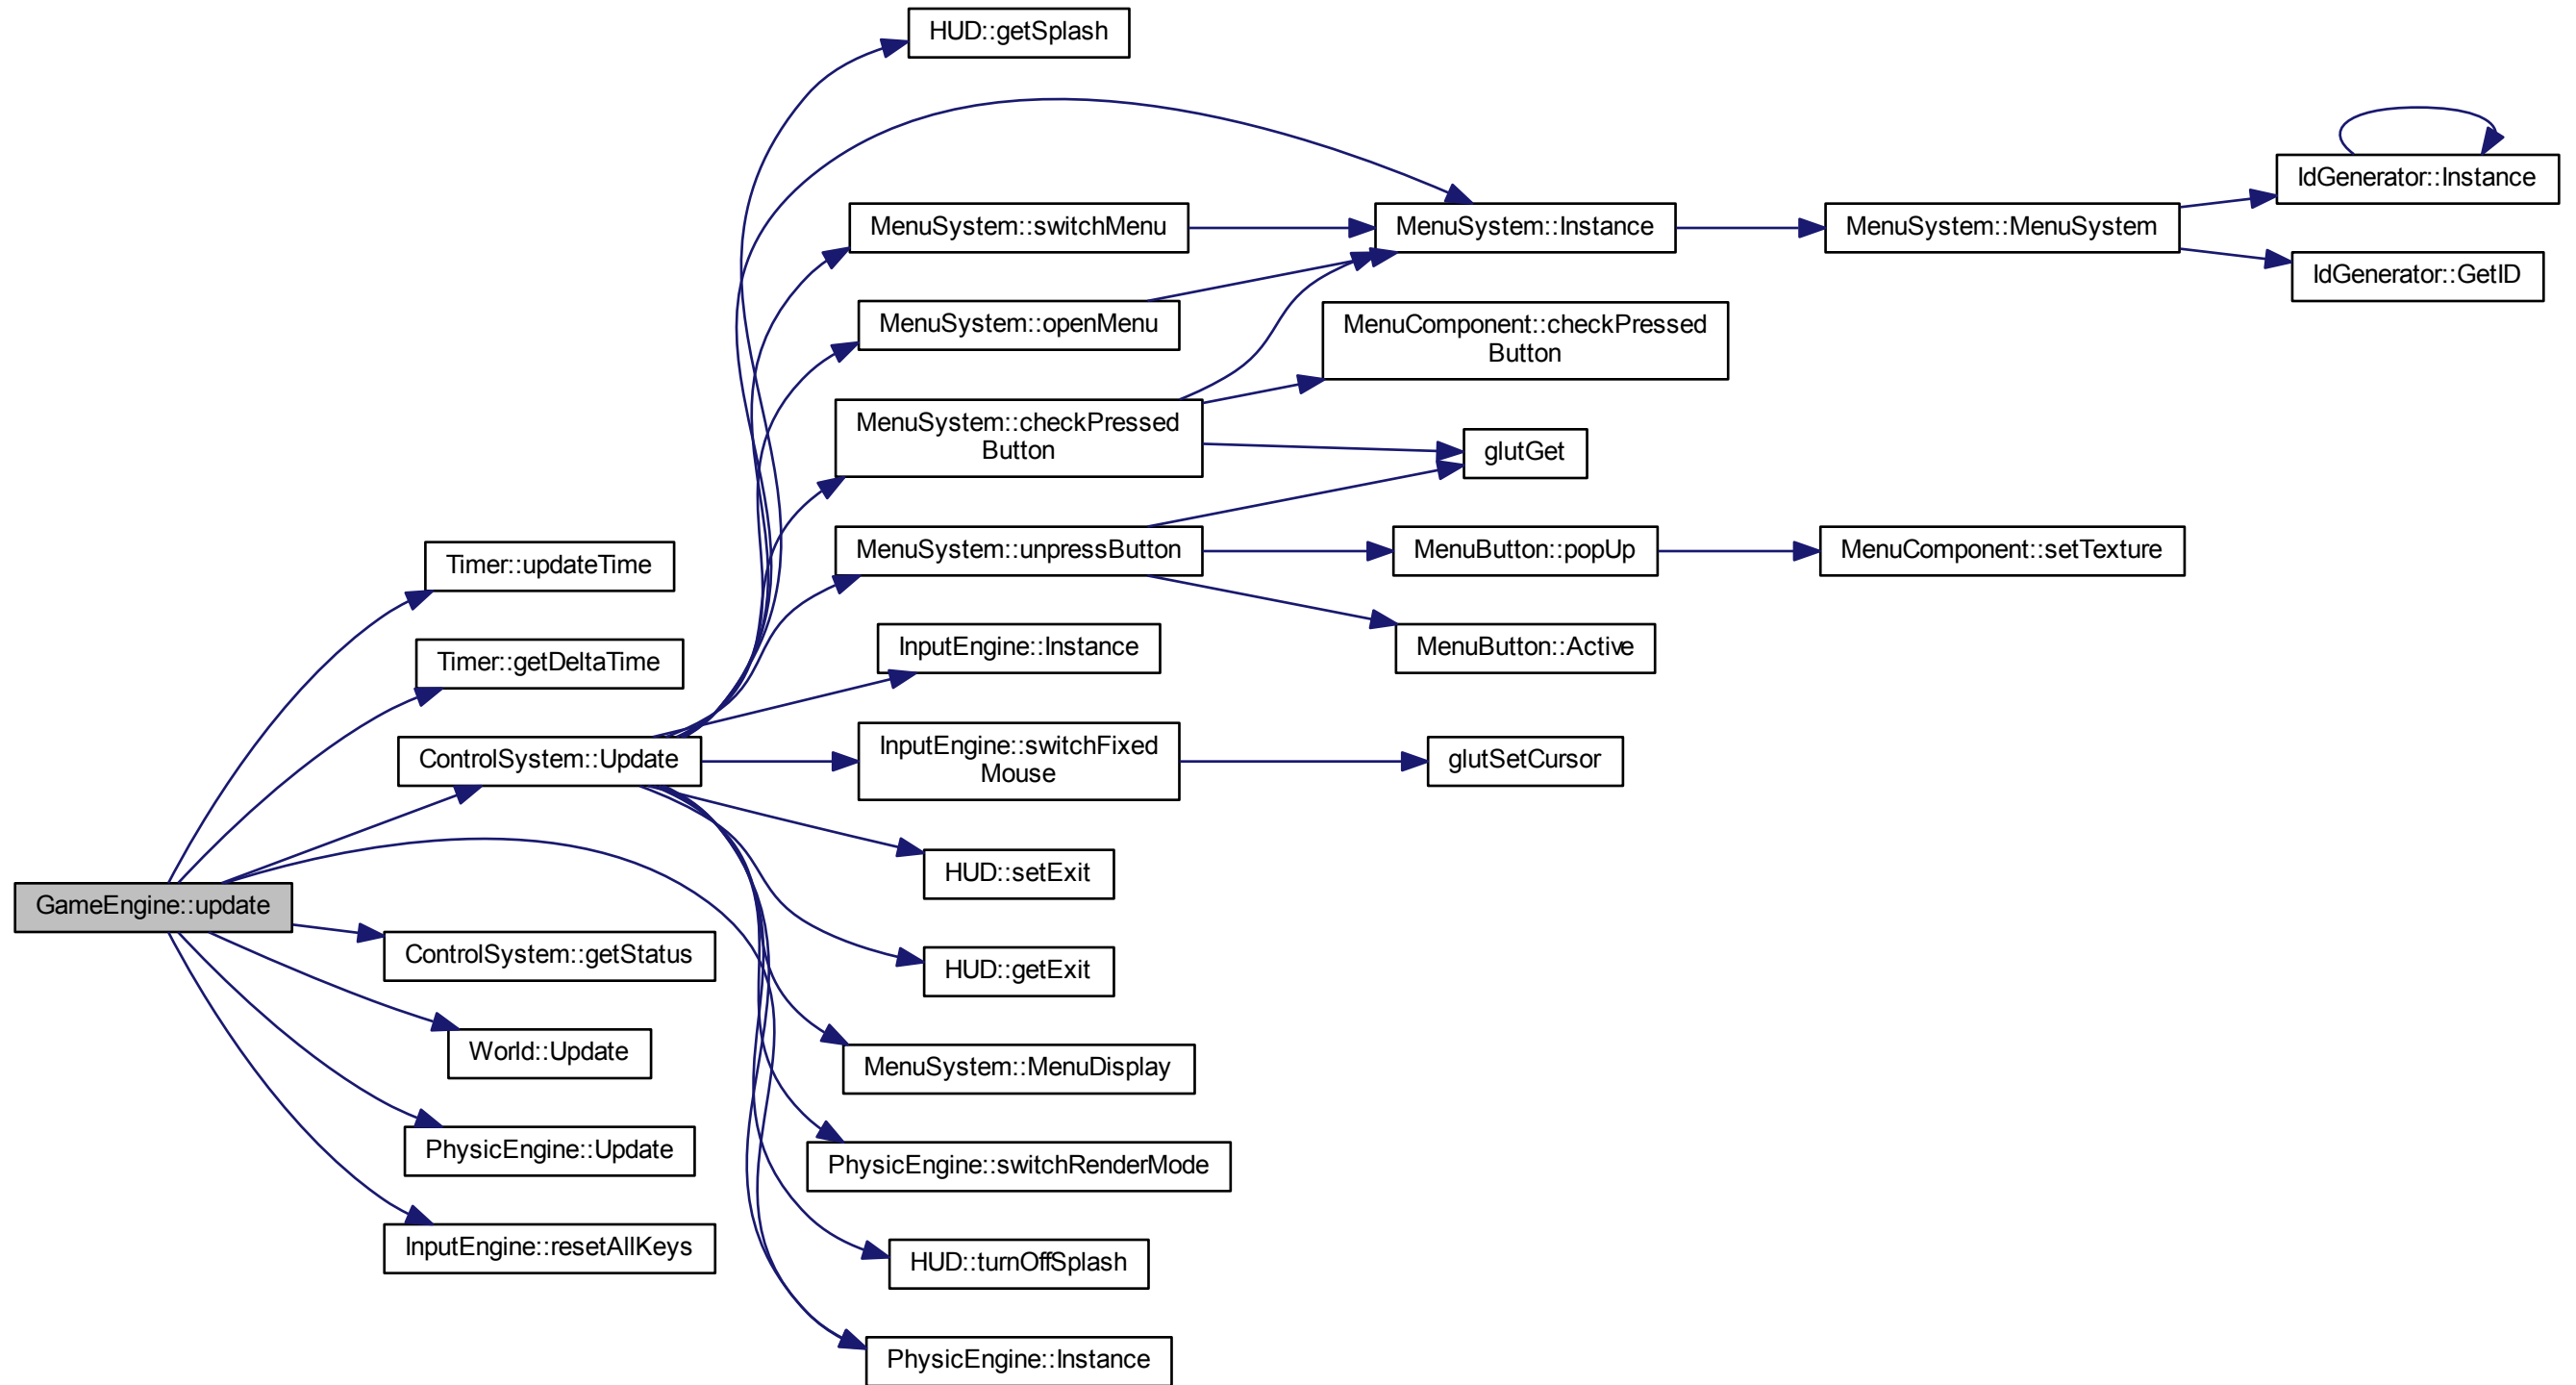 HUD::getSplash
IdGenerator::Instance
MenuSystem::switchMenu
MenuSystem::Instance
MenuSystem::MenuSystem
IdGenerator::GetID
MenuSystem::openMenu
MenuComponent::checkPressed
Button
MenuSystem::checkPressed
Button
glutGet
MenuSystem::unpressButton
MenuButton::popUp
MenuComponent::setTexture
Timer::updateTime
InputEngine::Instance
MenuButton::Active
Timer::getDeltaTime
ControlSystem::Update
InputEngine::switchFixed
Mouse
glutSetCursor
HUD::setExit
GameEngine::update
ControlSystem::getStatus
HUD::getExit
World::Update
MenuSystem::MenuDisplay
PhysicEngine::Update
PhysicEngine::switchRenderMode
InputEngine::resetAllKeys
HUD::turnOffSplash
PhysicEngine::Instance